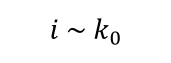 i ~ k₀